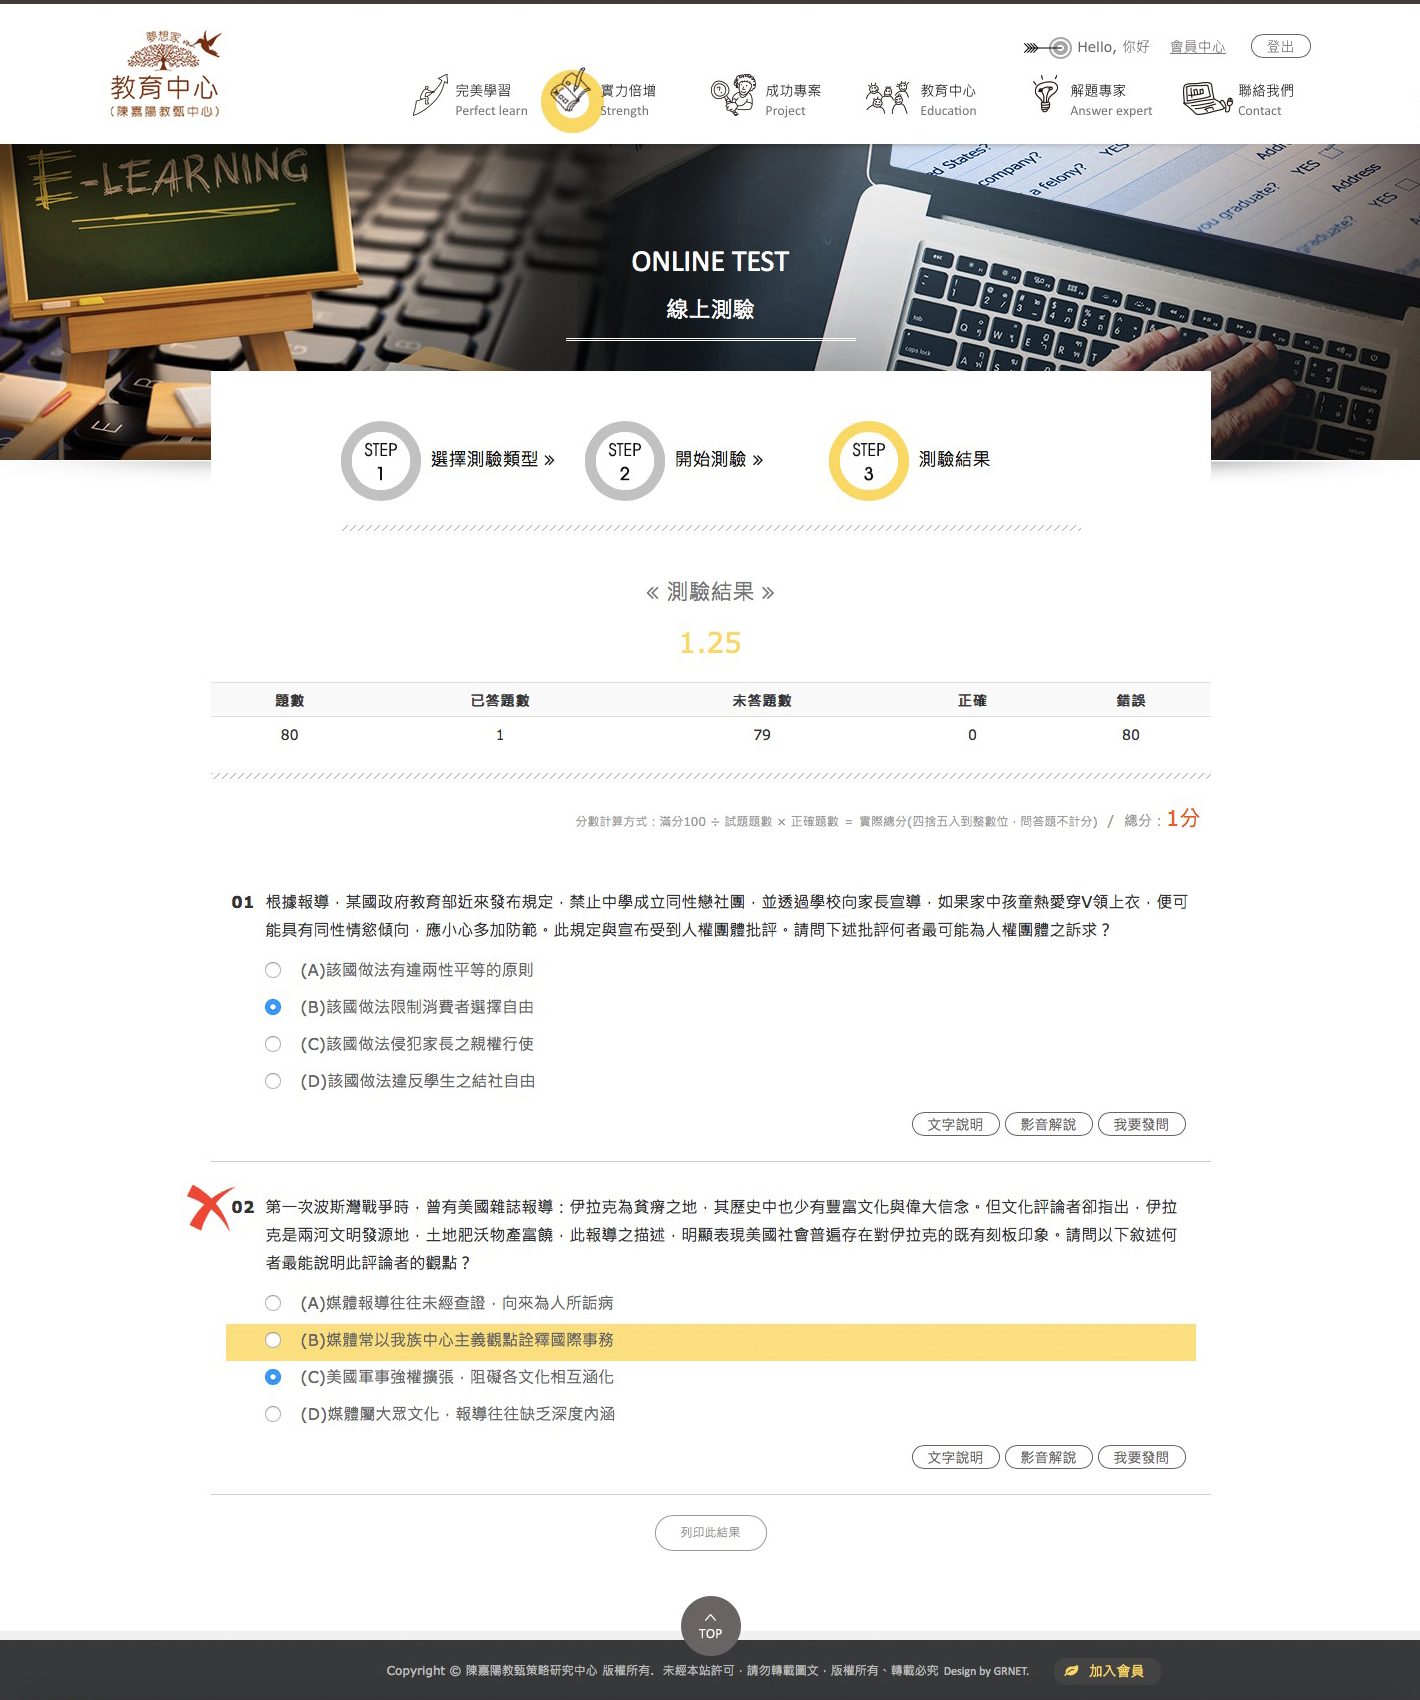 夢想家
教育中心
(陳嘉陽教甄中心)
Hello, 你好
會員中心
登出
完美學習
Perfect learn
實力倍增
Strength
成功專案
Project
教育中心
Education
解題專家
Answer expert
聯絡我們
Contact
E-LEARNING
ONLINE TEST
線上測驗
STEP 1 選擇測驗類型 »
STEP 2 開始測驗 »
STEP 3 測驗結果
« 測驗結果 »
1.25
題數 已答題數 未答題數 正確 錯誤
80 1 79 0 80
分數計算方式：滿分100 ÷ 試題題數 × 正確題數 ＝ 實際總分(四捨五入到整數位，問答題不計分) / 總分：1分
01 根據報導，某國政府教育部近來發布規定，禁止中學成立同性戀社團，並透過學校向家長宣導，如果家中孩童熱愛穿V領上衣，便可
能具有同性情慾傾向，應小心多加防範。此規定與宣布受到人權團體批評。請問下述批評何者最可能為人權團體之訴求？
(A)該國做法有違兩性平等的原則
(B)該國做法限制消費者選擇自由
(C)該國做法侵犯家長之親權行使
(D)該國做法違反學生之結社自由
文字說明 影音解說 我要發問
02 第一次波斯灣戰爭時，曾有美國雜誌報導：伊拉克為貧瘠之地，其歷史中也少有豐富文化與偉大信念。但文化評論者卻指出，伊拉
克是兩河文明發源地，土地肥沃物產富饒，此報導之描述，明顯表現美國社會普遍存在對伊拉克的既有刻板印象。請問以下敘述何
者最能說明此評論者的觀點？
(A)媒體報導往往未經查證，向來為人所詬病
(B)媒體常以我族中心主義觀點詮釋國際事務
(C)美國軍事強權擴張，阻礙各文化相互涵化
(D)媒體屬大眾文化，報導往往缺乏深度內涵
文字說明 影音解說 我要發問
列印此結果
TOP
Copyright © 陳嘉陽教甄策略研究中心 版權所有. 未經本站許可，請勿轉載圖文，版權所有、轉載必究 Design by GRNET.
加入會員